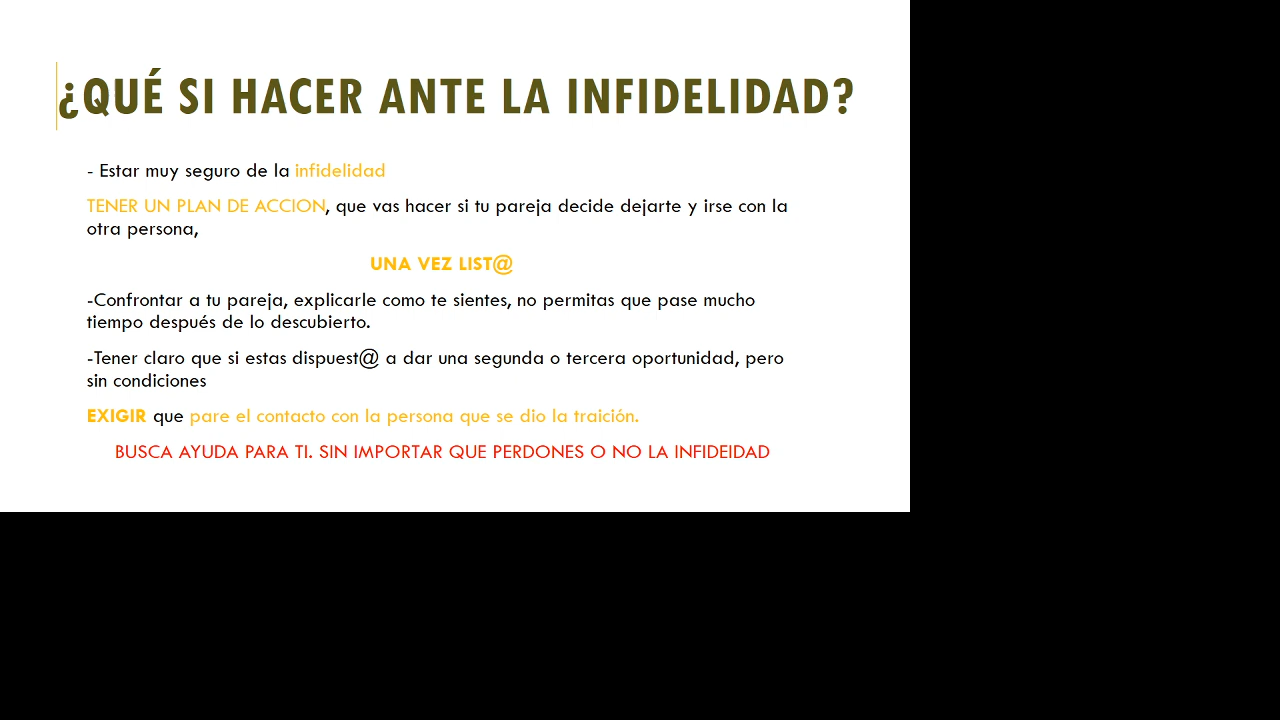 ¿QUÉ SI HACER ANTE LA INFIDELIDAD?
- Estar muy seguro de la infidelidad
TENER UN PLAN DE ACCION, que vas hacer si tu pareja decide dejarte y irse con la
otra persona,
UNA VEZ LIST@
-Confrontar a tu pareja, explicarle como te sientes, no permitas que pase mucho
tiempo después de lo descubierto.
-Tener claro que si estas dispuest@ a dar una segunda o tercera oportunidad, pero
sin condiciones
EXIGIR que pare el contacto con la persona que se dio la traición.
BUSCA AYUDA PARA TI. SIN IMPORTAR QUE PERDONES O NO LA INFIDEIDAD